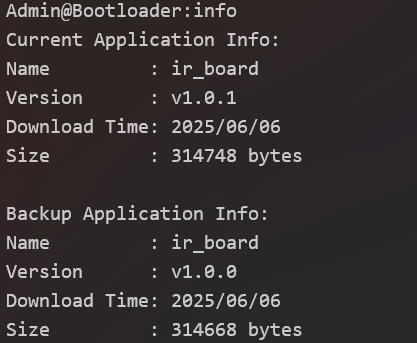 Admin@Bootloader:info
Current Application Info:
Name         : ir_board
Version      : v1.0.1
Download Time: 2025/06/06
Size         : 314748 bytes

Backup Application Info:
Name         : ir_board
Version      : v1.0.0
Download Time: 2025/06/06
Size         : 314668 bytes